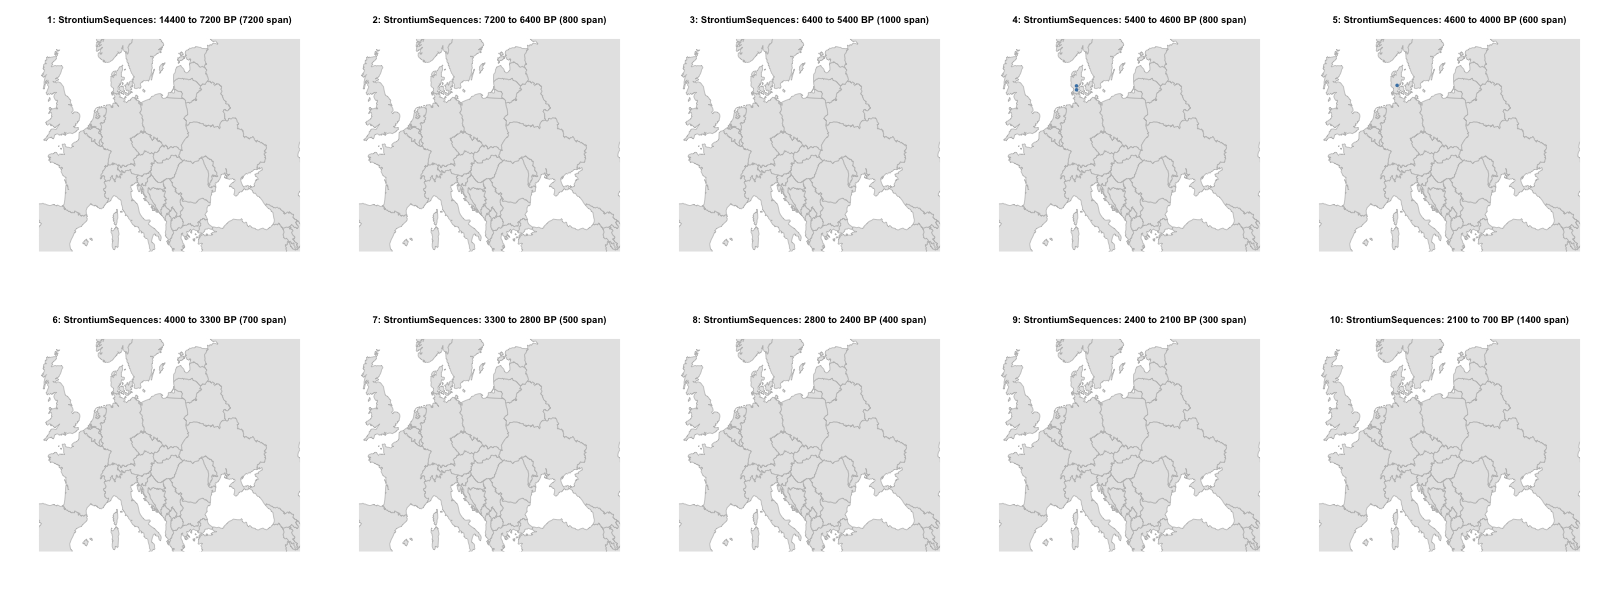 1: StrontiumSequences: 14400 to 7200 BP (7200 span)
2: StrontiumSequences: 7200 to 6400 BP (800 span)
3: StrontiumSequences: 6400 to 5400 BP (1000 span)
4: StrontiumSequences: 5400 to 4600 BP (800 span)
5: StrontiumSequences: 4600 to 4000 BP (600 span)
6: StrontiumSequences: 4000 to 3300 BP (700 span)
7: StrontiumSequences: 3300 to 2800 BP (500 span)
8: StrontiumSequences: 2800 to 2400 BP (400 span)
9: StrontiumSequences: 2400 to 2100 BP (300 span)
10: StrontiumSequences: 2100 to 700 BP (1400 span)